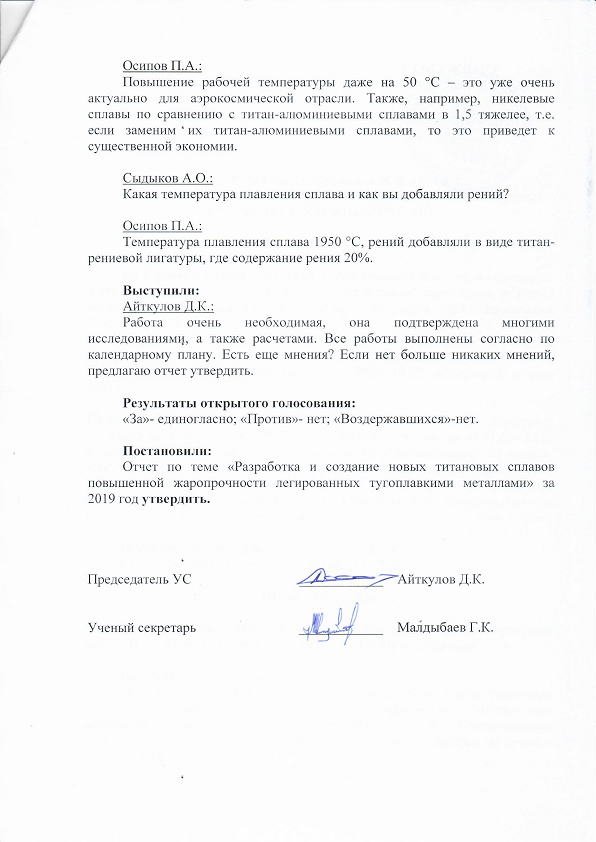 Осипов П.А.:
Повышение рабочей температуры даже на 50 °С – это уже очень
актуально для аэрокосмической отрасли. Также, например, никелевые
сплавы по сравнению с титан-алюминиевыми сплавами в 1,5 тяжелее, т.е.
если заменим их титан-алюминиевыми сплавами, то это приведет к
существенной экономии.
Сыдыков А.О.:
Какая температура плавления сплава и как вы добавляли рений?
Осипов П.А.:
Температура плавления сплава 1950 °С, рений добавляли в виде титан-
рениевой лигатуры, где содержание рения 20%.
Выступили:
Айткулов Д.К.:
Работа очень необходимая, она подтверждена многими
исследованиями, а также расчетами. Все работы выполнены согласно по
календарному плану. Есть еще мнения? Если нет больше никаких мнений,
предлагаю отчет утвердить.
Результаты открытого голосования:
«За»- единогласно; «Против»- нет; «Воздержавшихся»-нет.
Постановили:
Отчет по теме «Разработка и создание новых титановых сплавов
повышенной жаропрочности легированных тугоплавкими металлами» за
2019 год утвердить.
Председатель УС Айткулов Д.К.
Ученый секретарь Малдыбаев Г.К.